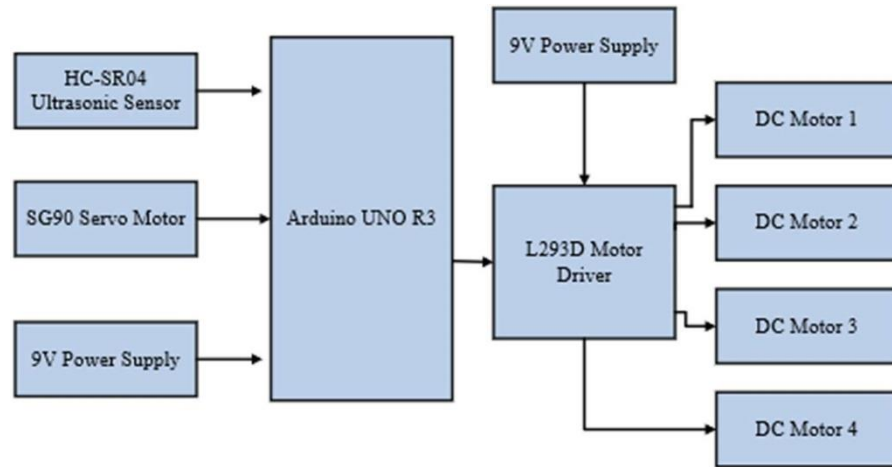 HC-SR04
Ultrasonic Sensor
SG90 Servo Motor
9V Power Supply
Arduino UNO R3
9V Power Supply
L293D Motor
Driver
DC Motor 1
DC Motor 2
DC Motor 3
DC Motor 4